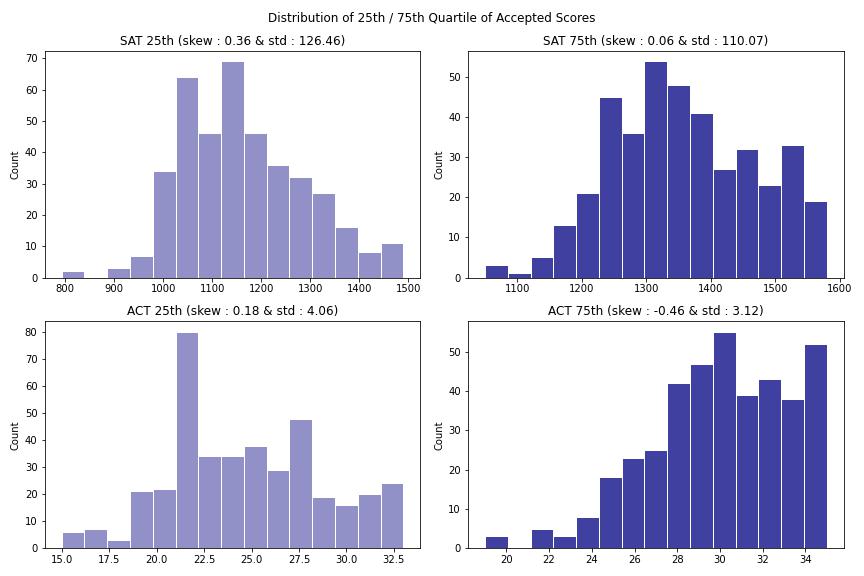 Distribution of 25th / 75th Quartile of Accepted Scores
SAT 25th (skew : 0.36 & std : 126.46)
Count
70
60
50
40
30
20
10
0
800 900 1000 1100 1200 1300 1400 1500
SAT 75th (skew : 0.06 & std : 110.07)
Count
50
40
30
20
10
0
1100 1200 1300 1400 1500 1600
ACT 25th (skew : 0.18 & std : 4.06)
Count
80
70
60
50
40
30
20
10
0
15.0 17.5 20.0 22.5 25.0 27.5 30.0 32.5
ACT 75th (skew : -0.46 & std : 3.12)
Count
50
40
30
20
10
0
20 22 24 26 28 30 32 34